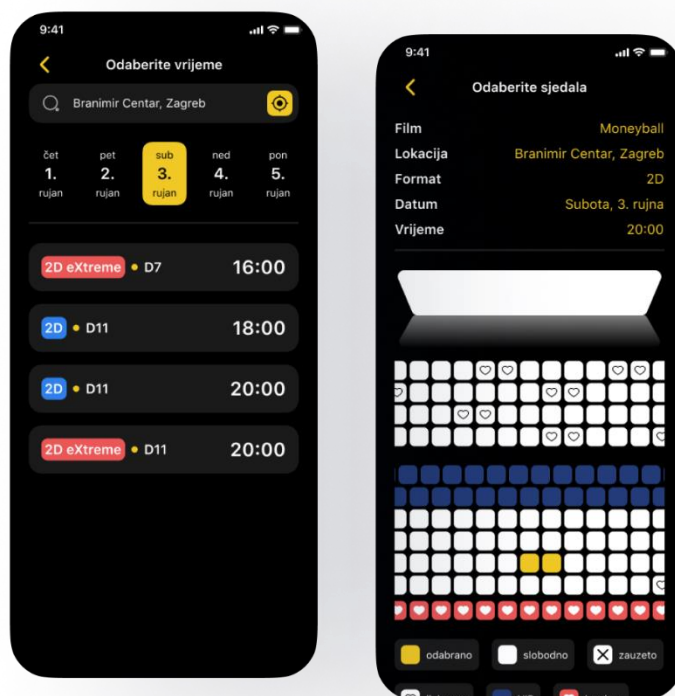 9:41
Odaberite vrijeme
Branimir Centar, Zagreb
čet pet sub ned pon
1. 2. 3. 4. 5.
rujan rujan rujan rujan rujan
2D eXtreme • D7 16:00
2D • D11 18:00
2D • D11 20:00
2D eXtreme • D11 20:00
9:41
Odaberite sjedala
Film Moneyball
Lokacija Branimir Centar, Zagreb
Format 2D
Datum Subota, 3. rujna
Vrijeme 20:00
odabrano slobodno zauzeto